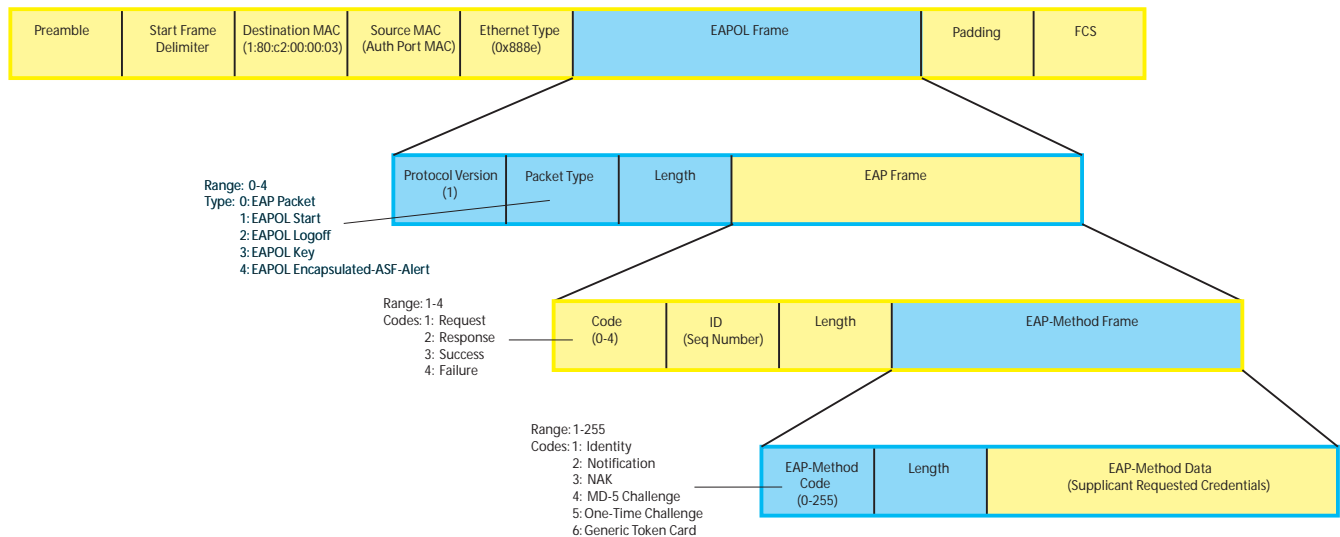 Preamble
Start Frame
Delimiter
Destination MAC
(1:80:c2:00:00:03)
Source MAC
(Auth Port MAC)
Ethernet Type
(0x888e)
EAPOL Frame
Padding
FCS
Protocol Version
(1)
Packet Type
Length
EAP Frame
Range: 0-4
Type: 0: EAP Packet
1: EAPOL Start
2: EAPOL Logoff
3: EAPOL Key
4: EAPOL Encapsulated-ASF-Alert
Code
(0-4)
ID
(Seq Number)
Length
EAP-Method Frame
Range: 1-4
Codes: 1: Request
2: Response
3: Success
4: Failure
Range: 1-255
Codes: 1: Identity
2: Notification
3: NAK
4: MD-5 Challenge
5: One-Time Challenge
6: Generic Token Card
EAP-Method
Code
(0-255)
Length
EAP-Method Data
(Supplicant Requested Credentials)